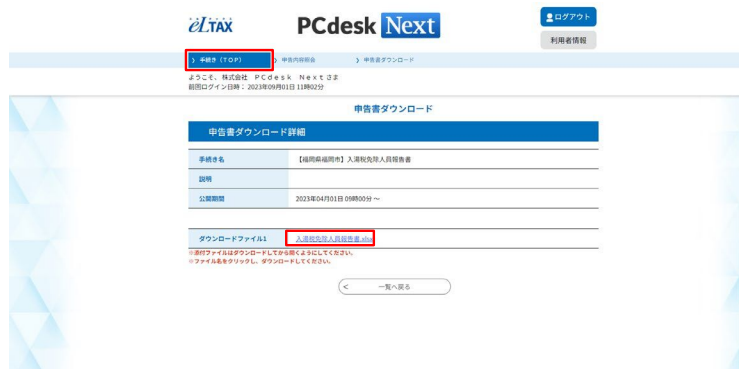 eLTAX
PCdesk Next
ログアウト
利用者情報
手続き（TOP）
申告内容照会
申告書ダウンロード
ようこそ、株式会社　PCdesk Nextさま
前回ログイン日時：2023年09月01日 11時02分
申告書ダウンロード
申告書ダウンロード詳細
手続き名
【福岡県福岡市】入湯税免除人員報告書
説明
公開期間
2023年04月01日 09時00分 ～
ダウンロードファイル1
入湯税免除人員報告書.xlsx
※添付ファイルはダウンロードしてから開くようにしてください。
※ファイル名をクリックし、ダウンロードしてください。
＜ 一覧へ戻る